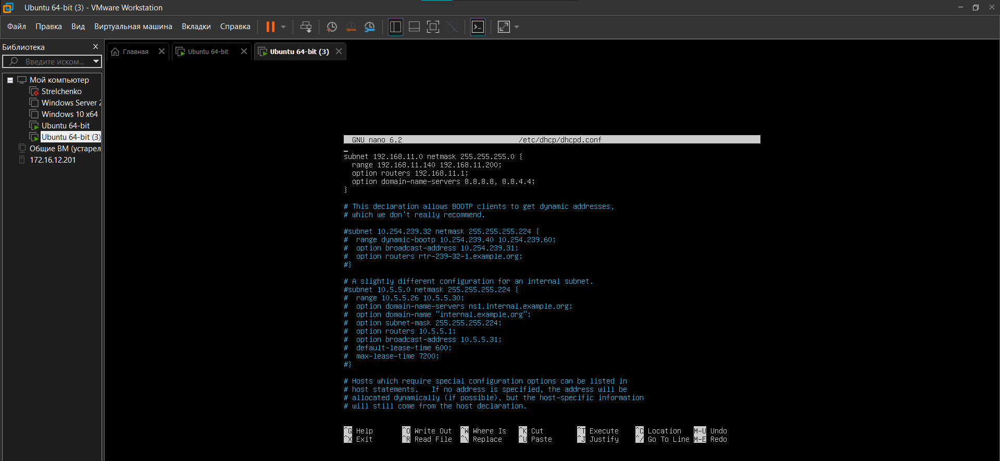 Ubuntu 64-bit (3) - VMware Workstation
Файл Правка Вид Виртуальная машина Вкладки Справка
Библиотека
Введите иском...
Мой компьютер
Strelchenko
Windows Server 2
Windows 10 x64
Ubuntu 64-bit
Ubuntu 64-bit (3)
Общие ВМ (устарел
172.16.12.201
Главная Ubuntu 64-bit Ubuntu 64-bit (3)
GNU nano 6.2 /etc/dhcp/dhcpd.conf
subnet 192.168.11.0 netmask 255.255.255.0 {
  range 192.168.11.140 192.168.11.200;
  option routers 192.168.11.1;
  option domain-name-servers 8.8.8.8, 8.8.4.4;
}
# This declaration allows BOOTP clients to get dynamic addresses,
# which we don't really recommend.
#subnet 10.254.239.32 netmask 255.255.255.224 {
#  range dynamic-bootp 10.254.239.40 10.254.239.60;
#  option broadcast-address 10.254.239.31;
#  option routers rtr-239-32-1.example.org;
#}
# A slightly different configuration for an internal subnet.
#subnet 10.5.5.0 netmask 255.255.255.224 {
#  range 10.5.5.26 10.5.5.30;
#  option domain-name-servers ns1.internal.example.org;
#  option domain-name "internal.example.org";
#  option subnet-mask 255.255.255.224;
#  option routers 10.5.5.1;
#  option broadcast-address 10.5.5.31;
#  default-lease-time 600;
#  max-lease-time 7200;
#}
# Hosts which require special configuration options can be listed in
# host statements.   If no address is specified, the address will be
# allocated dynamically (if possible), but the host-specific information
# will still come from the host declaration.
^G Help ^O Write Out ^W Where Is ^K Cut ^T Execute ^C Location M-U Undo
^X Exit ^R Read File ^\ Replace ^U Paste ^J Justify ^/ Go To Line M-E Redo